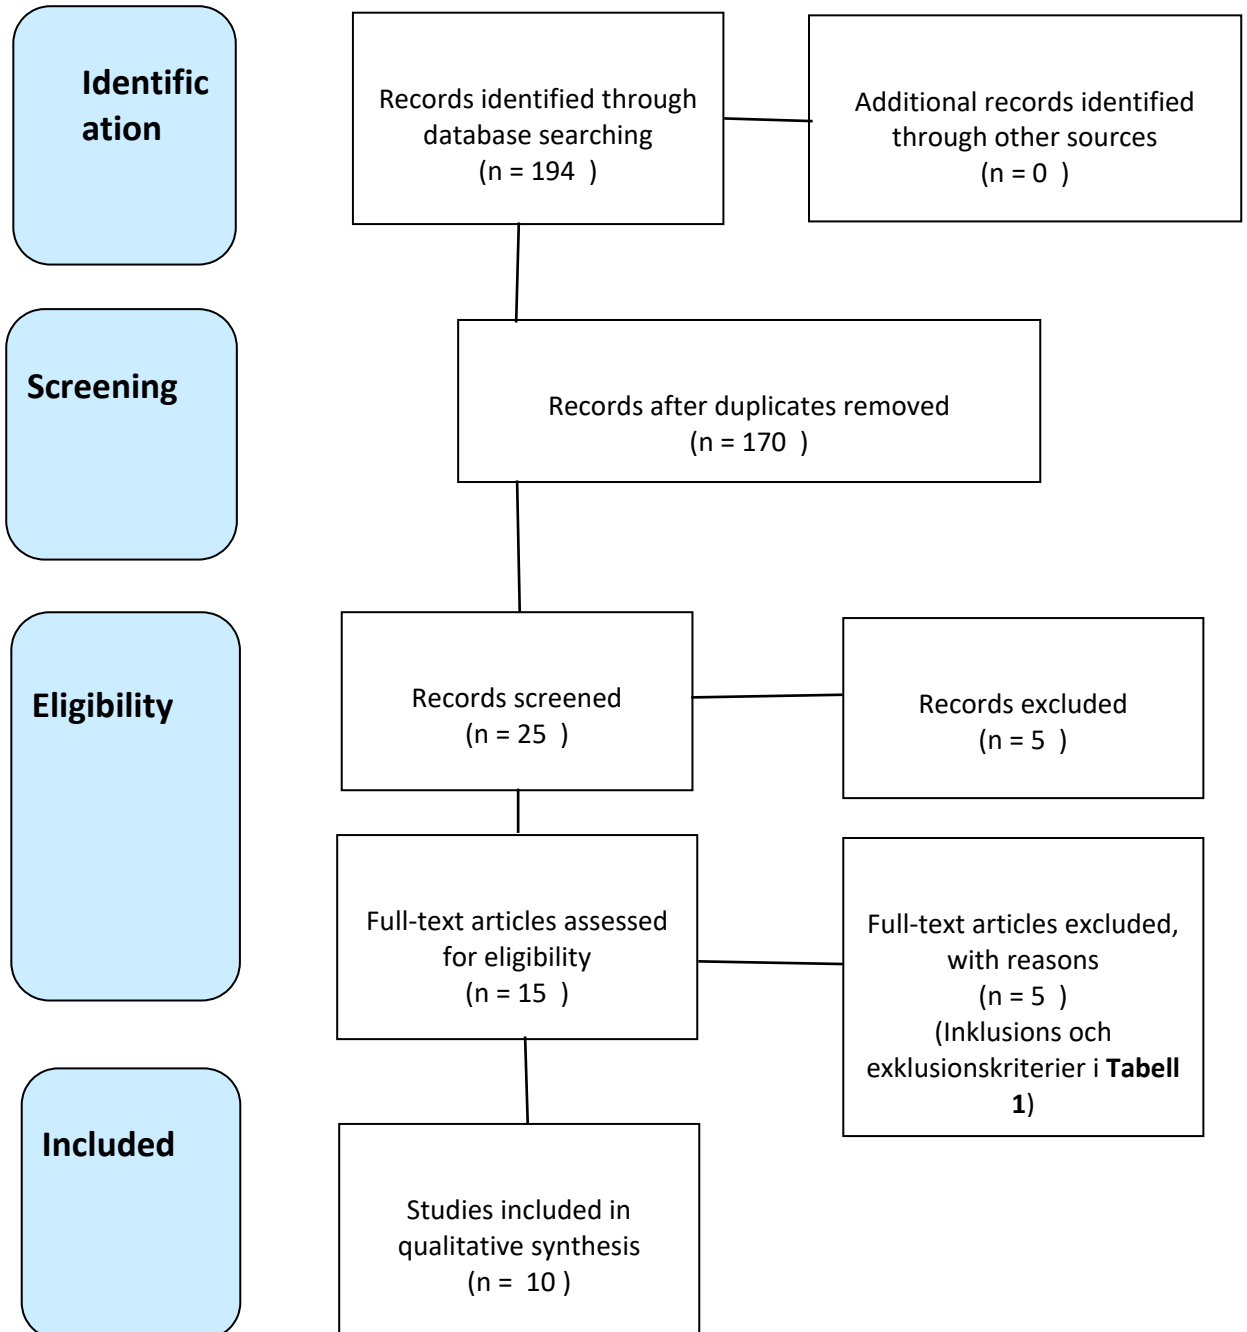 Identific
ation
Records identified through
database searching
(n = 194  )
Additional records identified
through other sources
(n = 0  )
Screening
Records after duplicates removed
(n = 170  )
Eligibility
Records screened
(n = 25  )
Records excluded
(n = 5  )
Full-text articles assessed
for eligibility
(n = 15  )
Full-text articles excluded,
with reasons
(n = 5  )
(Inklusions och
exklusionskriterier i Tabell
1)
Included
Studies included in
qualitative synthesis
(n =  10 )